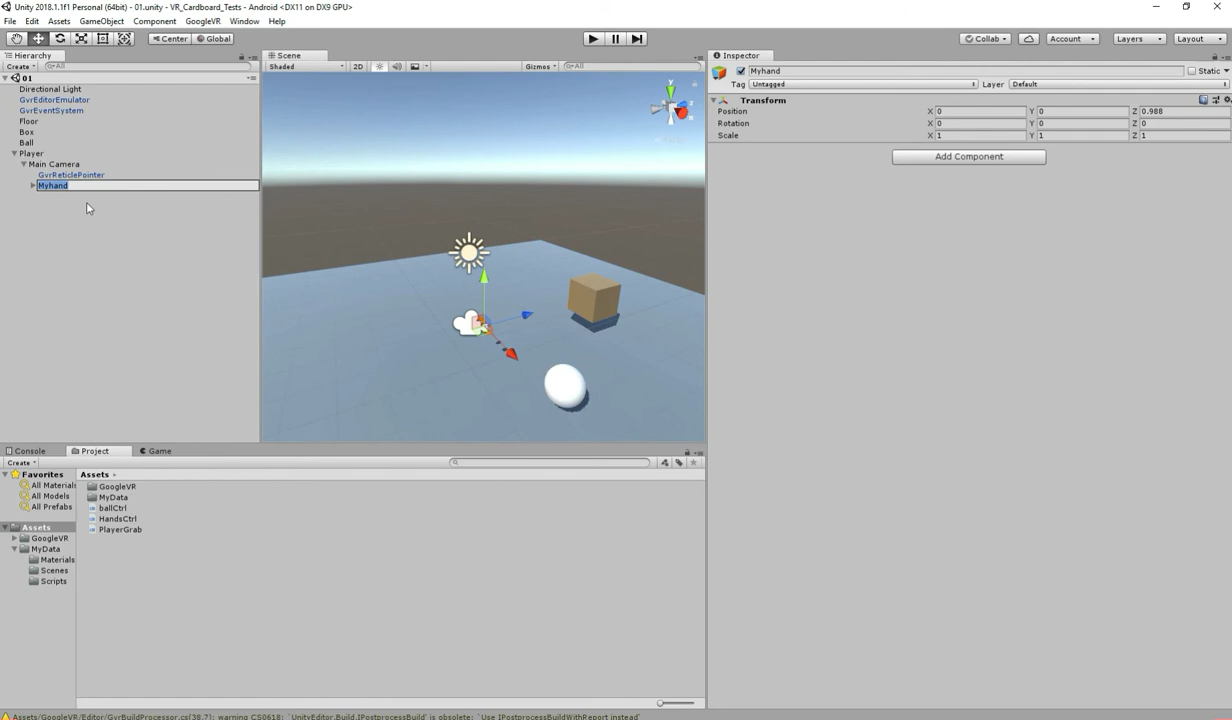 Unity 2018.1.1f1 Personal (64bit) - 01.unity - VR_Cardboard_Tests - Android <DX11 on DX9 GPU>
File Edit Assets GameObject Component GoogleVR Window Help
Center Global Collab Account Layers Layout
Hierarchy
Create All
01
Directional Light
GvrEditorEmulator
GvrEventSystem
Floor
Box
Ball
Player
Main Camera
GvrReticlePointer
Myhand
Scene
Shaded 2D Gizmos All
y
z
x
Inspector
Myhand Static
Tag Untagged Layer Default
Transform
Position X 0 Y 0 Z 0.988
Rotation X 0 Y 0 Z 0
Scale X 1 Y 1 Z 1
Add Component
Console Project Game
Create
Favorites
All Materials
All Models
All Prefabs
Assets
GoogleVR
MyData
Materials
Scenes
Scripts
Assets
GoogleVR
MyData
ballCtrl
HandsCtrl
PlayerGrab
Assets/GoogleVR/Editor/GvrBuildProcessor.cs(38,7): warning CS0618: `UnityEditor.Build.IPostprocessBuild' is obsolete: `Use IPostprocessBuildWithReport instead'